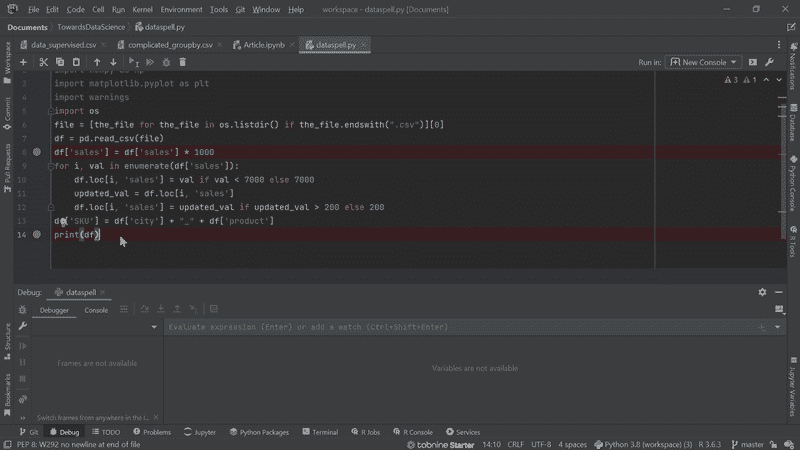 File Edit Code Cell Run Kernel Environment Tools Git Window Help workspace - dataspell.py [Documents]
Documents TowardsDataScience dataspell.py
data_supervised.csv complicated_groupby.csv Article.ipynb dataspell.py
Run in: New Console
3 1
3 import matplotlib.pyplot as plt
4 import warnings
5 import os
6 file = [the_file for the_file in os.listdir() if the_file.endswith(".csv")][0]
7 df = pd.read_csv(file)
8 df['sales'] = df['sales'] * 1000
9 for i, val in enumerate(df['sales']):
10 df.loc[i, 'sales'] = val if val < 7000 else 7000
11 updated_val = df.loc[i, 'sales']
12 df.loc[i, 'sales'] = updated_val if updated_val > 200 else 200
13 df['SKU'] = df['city'] + "_" + df['product']
14 print(df)
Debug: dataspell
Debugger Console
Evaluate expression (Enter) or add a watch (Ctrl+Shift+Enter)
Frames are not available
Variables are not available
Switch frames from anywhere in the I...
Git Debug TODO Problems Jupyter Python Packages Terminal R Jobs R Console Services
PEP 8: W292 no newline at end of file tabnine Starter 14:10 CRLF UTF-8 4 spaces Python 3.8 (workspace) (3) R 3.6.3 master
Workspace
Commit
Pull Requests
Structure
Bookmarks
Notifications
Database
Python Console
R Tools
Jupyter Variables